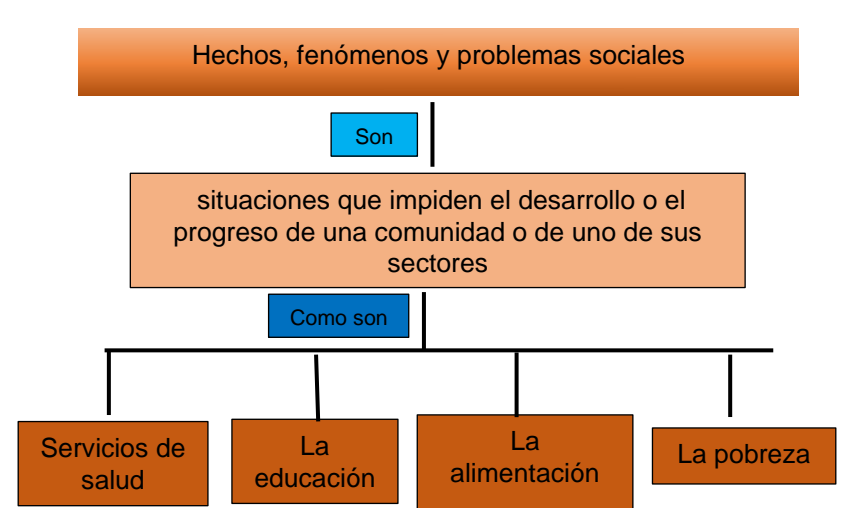 Hechos, fenómenos y problemas sociales
Son
situaciones que impiden el desarrollo o el
progreso de una comunidad o de uno de sus
sectores
Como son
Servicios de
salud
La
educación
La
alimentación
La pobreza